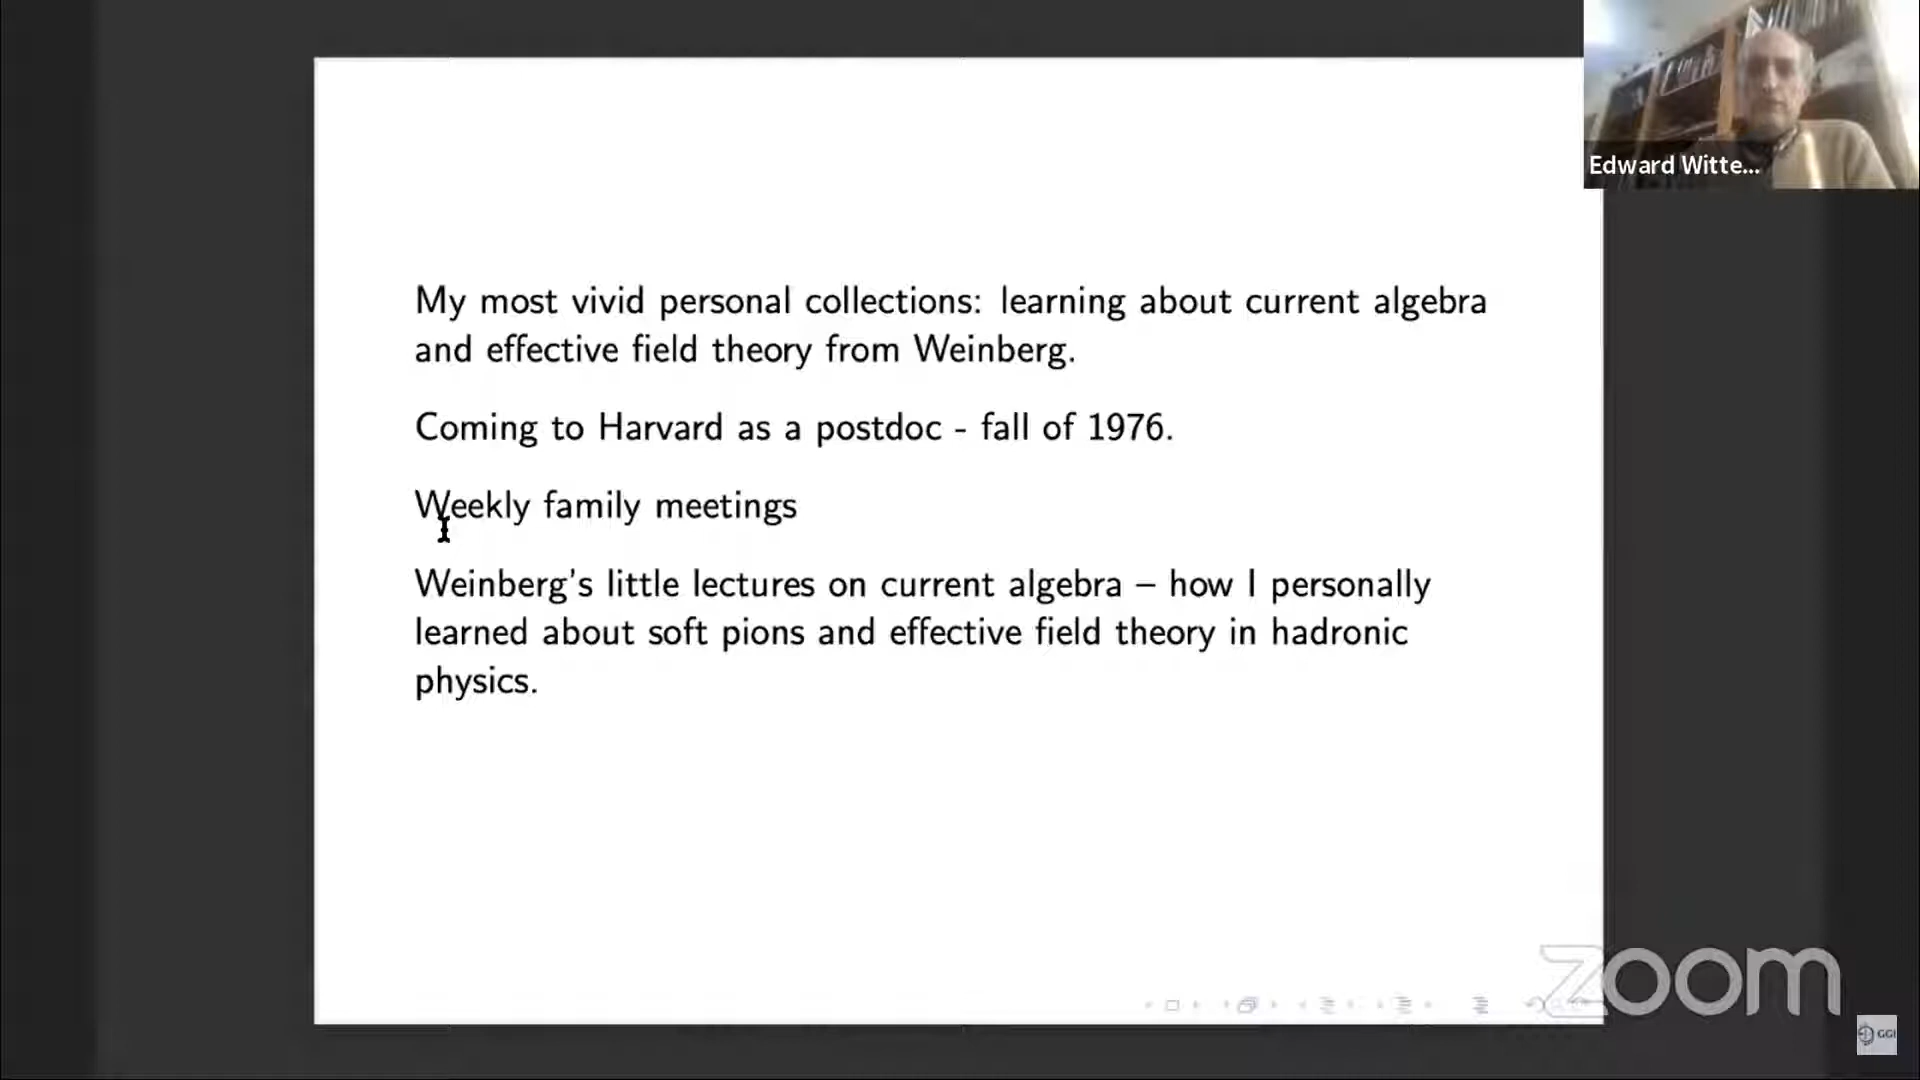 Edward Witte...
My most vivid personal collections: learning about current algebra
and effective field theory from Weinberg.
Coming to Harvard as a postdoc - fall of 1976.
Weekly family meetings
Weinberg's little lectures on current algebra – how I personally
learned about soft pions and effective field theory in hadronic
physics.
zoom
GGI